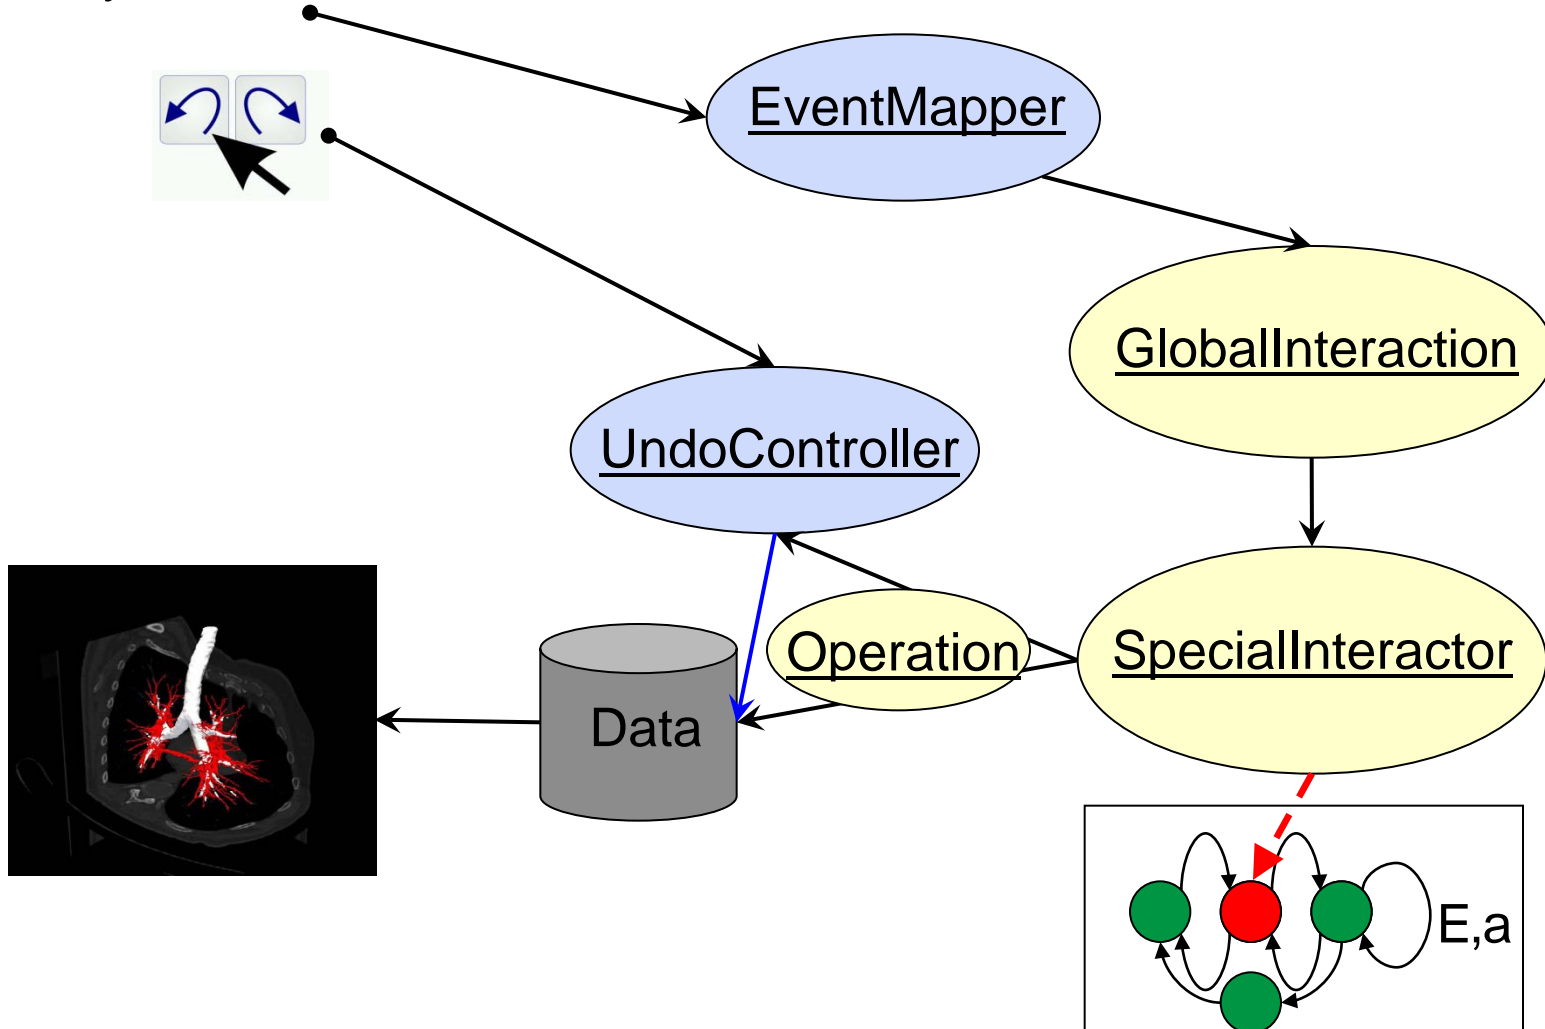 EventMapper
GlobalInteraction
UndoController
Operation
SpecialInteractor
Data
E,a